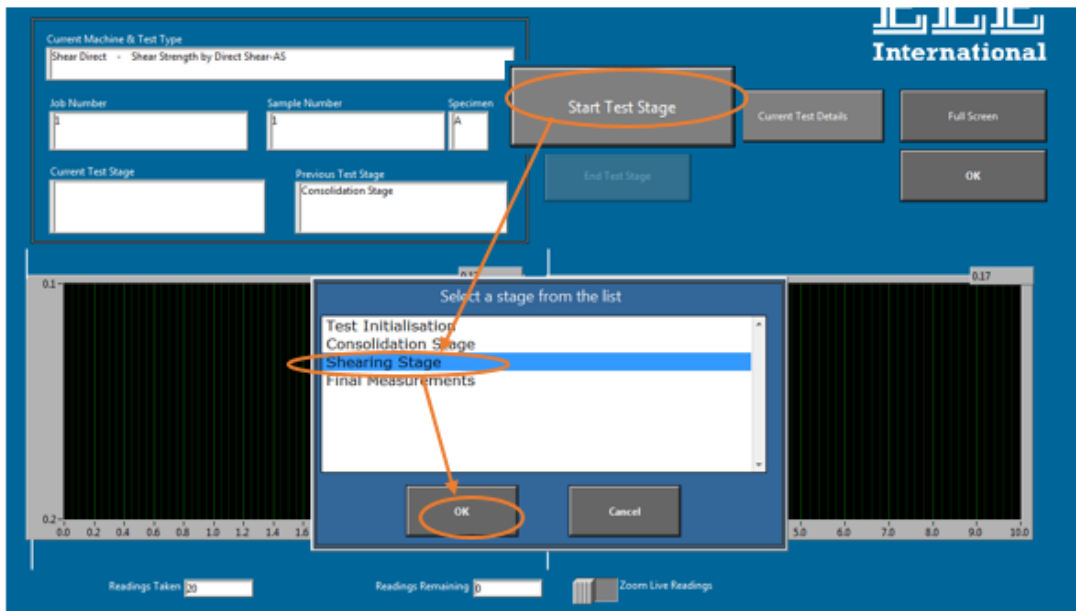 ELE
International
Current Machine & Test Type
Shear Direct - Shear Strength by Direct Shear-AS
Job Number
1
Sample Number
1
Specimen
A
Start Test Stage
Current Test Details
Full Screen
Current Test Stage
Previous Test Stage
Consolidation Stage
End Test Stage
OK
0.17
0.17
0.1
Select a stage from the list
Test Initialisation
Consolidation Stage
Shearing Stage
Final Measurements
OK
Cancel
0.2
0.0 0.2 0.4 0.6 0.8 1.0 1.2 1.4 1.6
5.0 6.0 7.0 8.0 9.0 10.0
Readings Taken 20
Readings Remaining 0
Zoom Live Readings